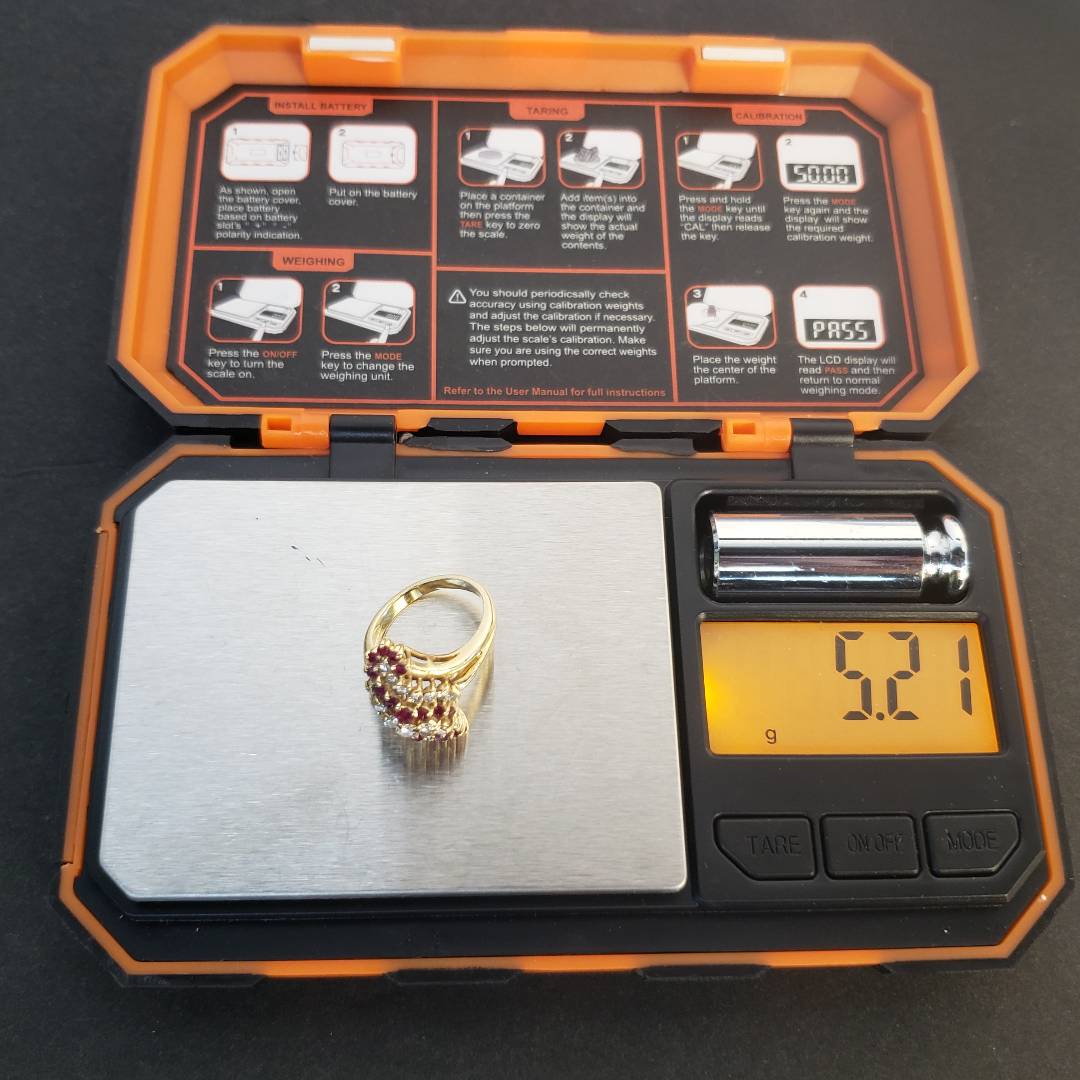 INSTALL BATTERY
1
2
As shown, open
the battery cover,
place battery
based on battery
slot's " + " " -"
polarity indication.
Put on the battery
cover.
WEIGHING
1
2
Press the ON/OFF
key to turn the
scale on.
Press the MODE
key to change the
weighing unit.
TARING
1
2
Place a container
on the platform
then press the
TARE key to zero
the scale.
Add item(s) into
the container and
the display will
show the actual
weight of the
contents.
You should periodicsally check
accuracy using calibration weights
and adjust the calibration if necessary.
The steps below will permanently
adjust the scale's calibration. Make
sure you are using the correct weights
when prompted.
Refer to the User Manual for full instructions
CALIBRATION
1
2
50.00
Press and hold
the MODE key until
the display reads
"CAL" then release
the key.
Press the MODE
key again and the
display will show
the required
calibration weight.
3
4
PASS
Place the weight
the center of the
platform.
The LCD display will
read PASS and then
return to normal
weighing mode.
5.21
g
TARE
ON/OFF
MODE